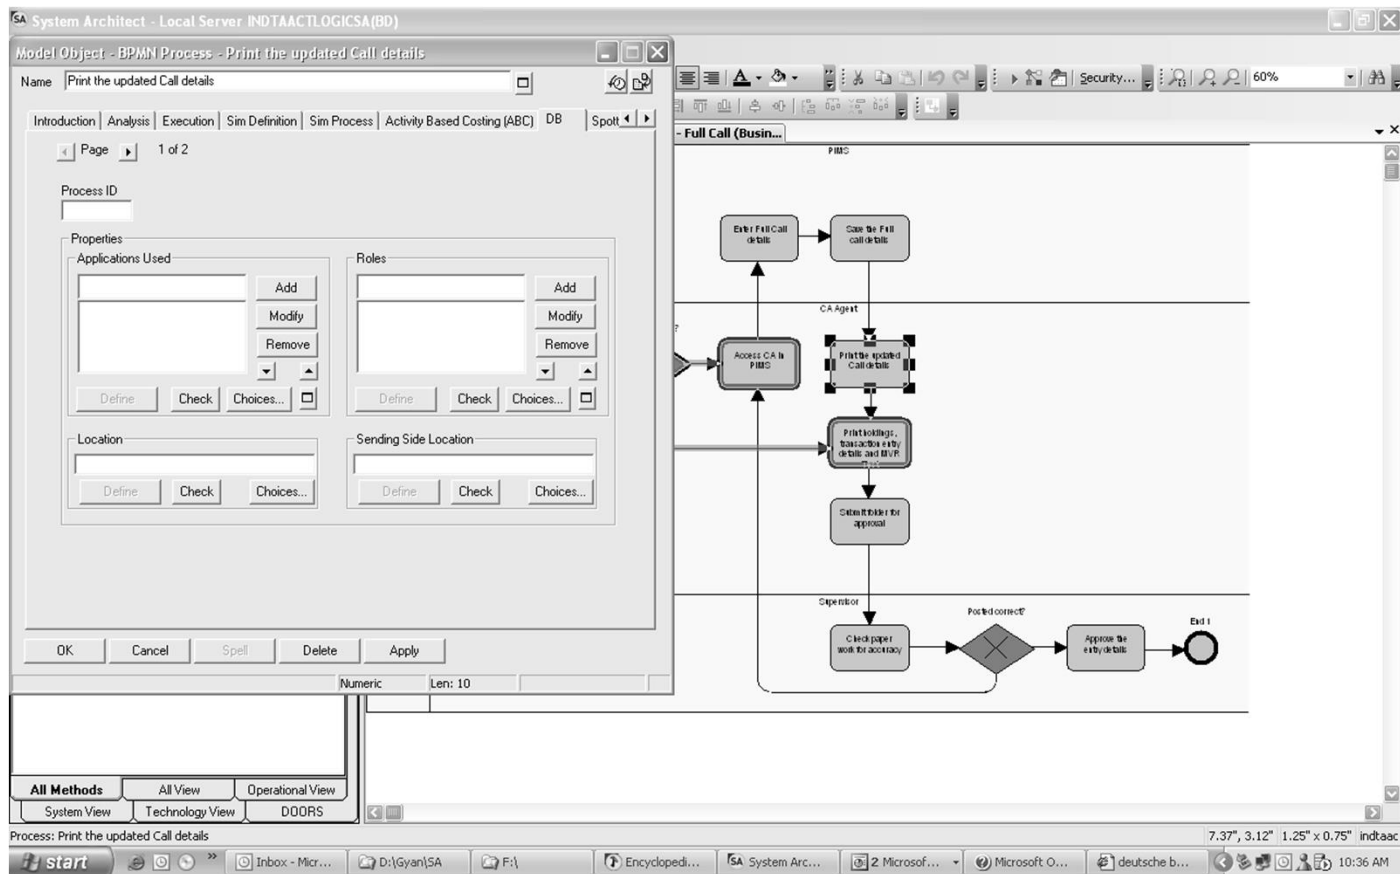 System Architect - Local Server INDTAACTLOGICSA(BD)
Model Object - BPMN Process - Print the updated Call details
Name Print the updated Call details
Security...
60%
Introduction Analysis Execution Sim Definition Sim Process Activity Based Costing (ABC) DB Spott
- Full Call (Busin...
Page 1 of 2
Process ID
Properties
Applications Used
Add
Modify
Remove
Define Check Choices...
Roles
Add
Modify
Remove
Define Check Choices...
Location
Define Check Choices...
Sending Side Location
Define Check Choices...
OK Cancel Spell Delete Apply
Numeric Len: 10
PIMS
Enter Full Call
details
Save the Full
call details
CA Agent
?
Access CA in
PIMS
Print the updated
Call details
Print holdings,
transaction entry
details and MVR
Submit folder for
approval
Supervisor
Check paper
work for accuracy
Posted correct?
Approve the
entry details
End 1
All Methods All View Operational View
System View Technology View DOORS
Process: Print the updated Call details
7.37", 3.12" 1.25" x 0.75" indtaac
start
Inbox - Micr...
D:\Gyan\SA
F:\
Encyclopedi...
System Arc...
2 Microsof...
Microsoft O...
deutsche b...
10:36 AM